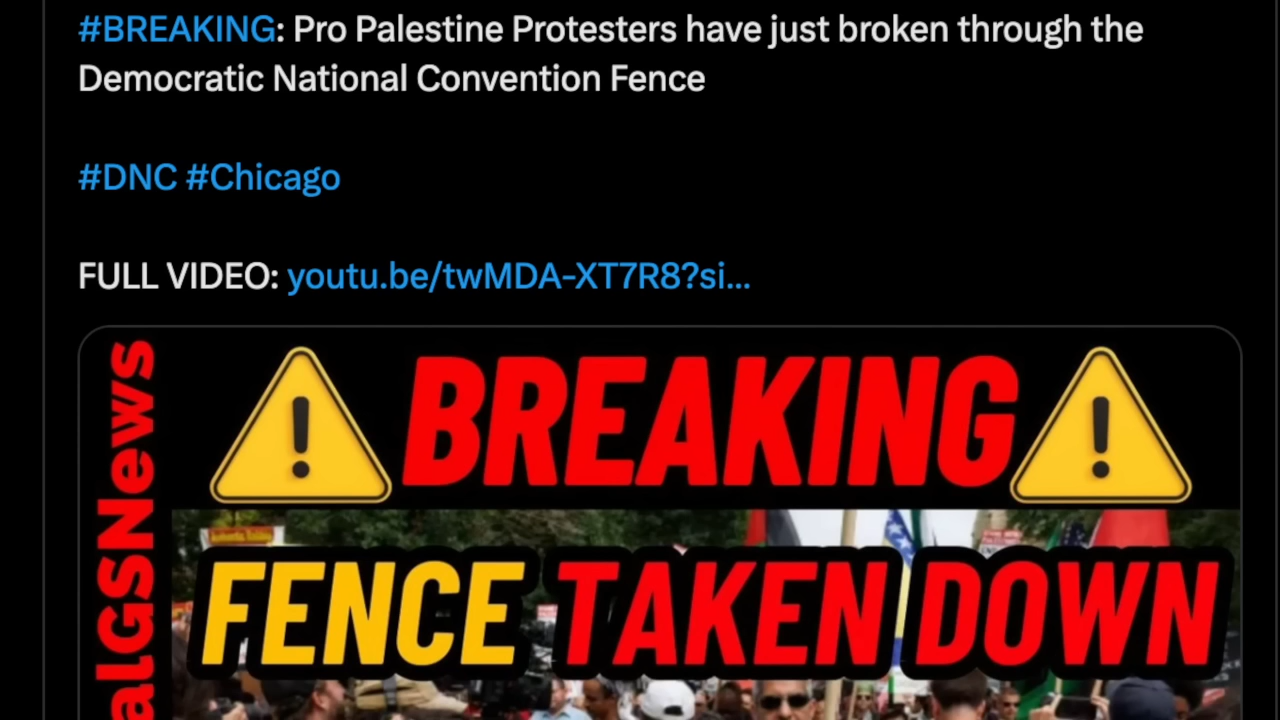 #BREAKING: Pro Palestine Protesters have just broken through the
Democratic National Convention Fence
#DNC #Chicago
FULL VIDEO: youtu.be/twMDA-XT7R8?si...
alGSNews
BREAKING
FENCE TAKEN DOWN